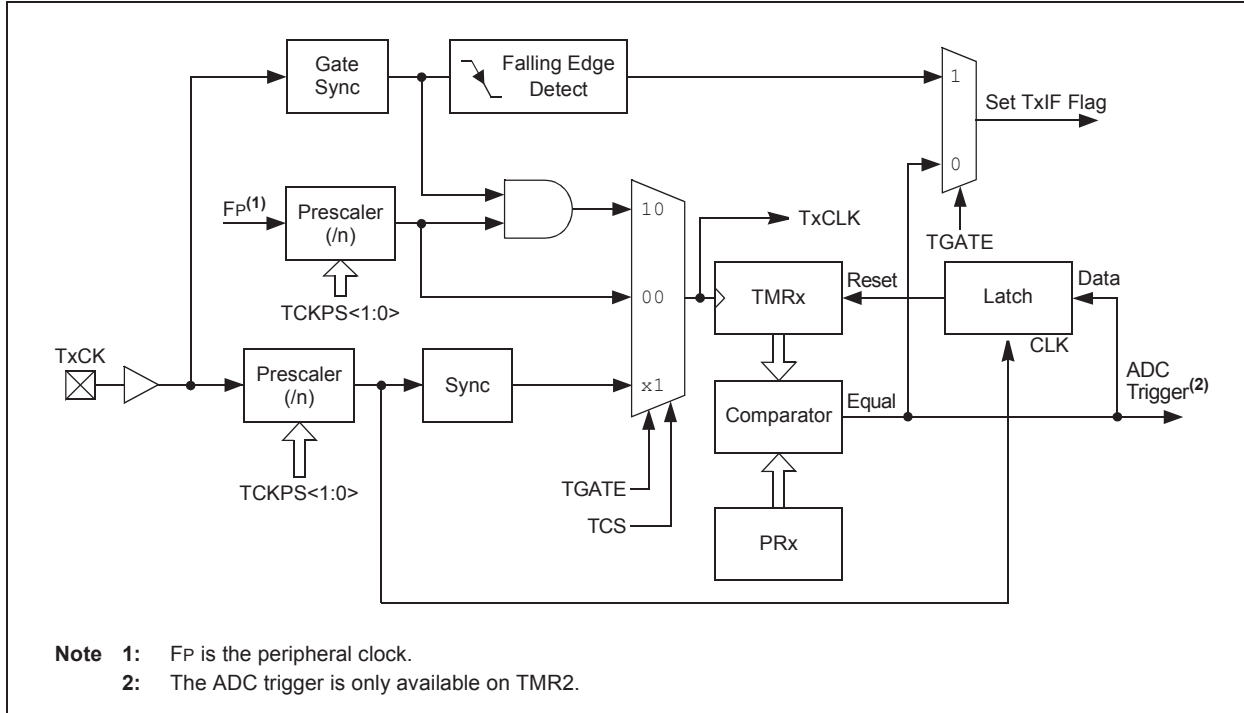 Gate
Sync
Falling Edge
Detect
1
Set TxIF Flag
0
TGATE
FP(1)
Prescaler
(/n)
TCKPS<1:0>
10
00
x1
TxCLK
TMRx
Reset
Latch
Data
CLK
TxCK
Prescaler
(/n)
TCKPS<1:0>
Sync
Comparator
Equal
ADC
Trigger(2)
TGATE
TCS
PRx
Note 1: FP is the peripheral clock.
2: The ADC trigger is only available on TMR2.